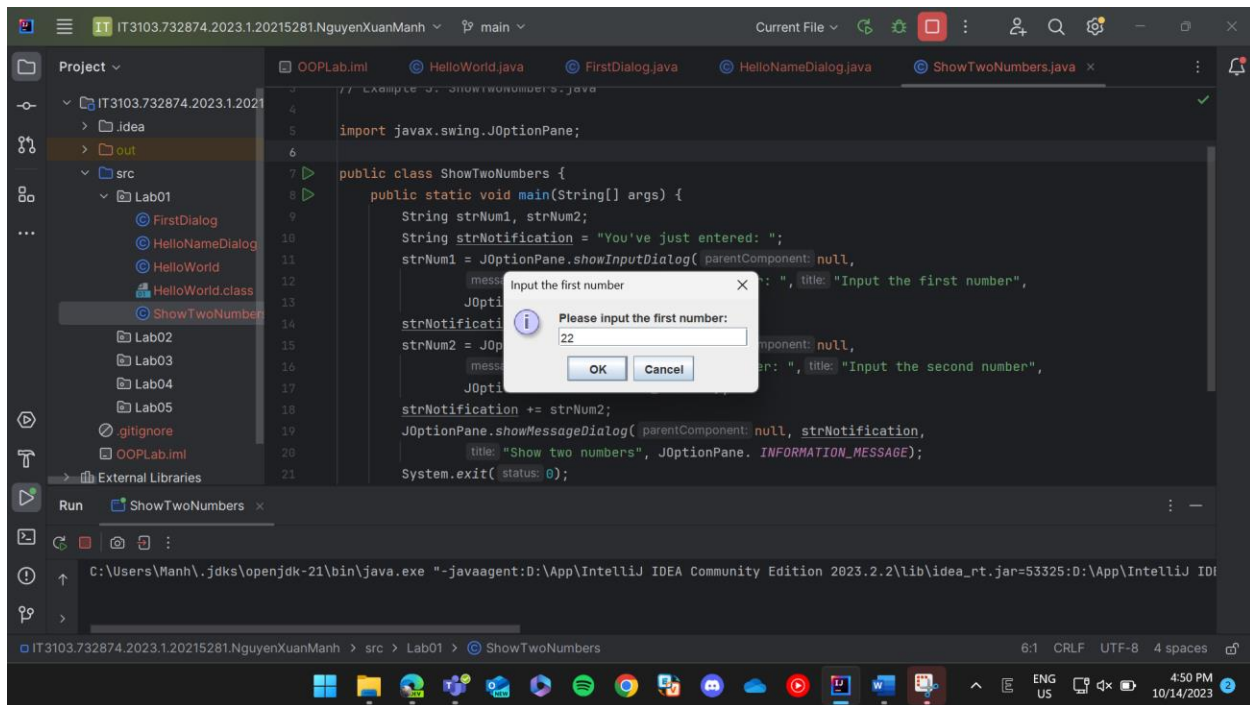 IT IT3103.732874.2023.1.20215281.NguyenXuanManh main Current File
Project
OOPLab.iml HelloWorld.java FirstDialog.java HelloNameDialog.java ShowTwoNumbers.java
IT3103.732874.2023.1.2021
.idea
out
src
Lab01
FirstDialog
HelloNameDialog
HelloWorld
HelloWorld.class
ShowTwoNumber
Lab02
Lab03
Lab04
Lab05
.gitignore
OOPLab.iml
External Libraries
3 // Example 5: ShowTwoNumbers.java
4
5 import javax.swing.JOptionPane;
6
7 public class ShowTwoNumbers {
8 public static void main(String[] args) {
9 String strNum1, strNum2;
10 String strNotification = "You've just entered: ";
11 strNum1 = JOptionPane.showInputDialog( parentComponent: null,
12 mess : ", title: "Input the first number",
13 JOpti
14 strNotificati
15 strNum2 = JOp mponent: null,
16 mess er: ", title: "Input the second number",
17 JOpti
18 strNotification += strNum2;
19 JOptionPane.showMessageDialog( parentComponent: null, strNotification,
20 title: "Show two numbers", JOptionPane. INFORMATION_MESSAGE);
21 System.exit( status: 0);
Input the first number
Please input the first number:
22
OK Cancel
Run ShowTwoNumbers
C:\Users\Manh\.jdks\openjdk-21\bin\java.exe "-javaagent:D:\App\IntelliJ IDEA Community Edition 2023.2.2\lib\idea_rt.jar=53325:D:\App\IntelliJ IDE
IT3103.732874.2023.1.20215281.NguyenXuanManh > src > Lab01 > ShowTwoNumbers 6:1 CRLF UTF-8 4 spaces
ENG
US
4:50 PM
10/14/2023
2